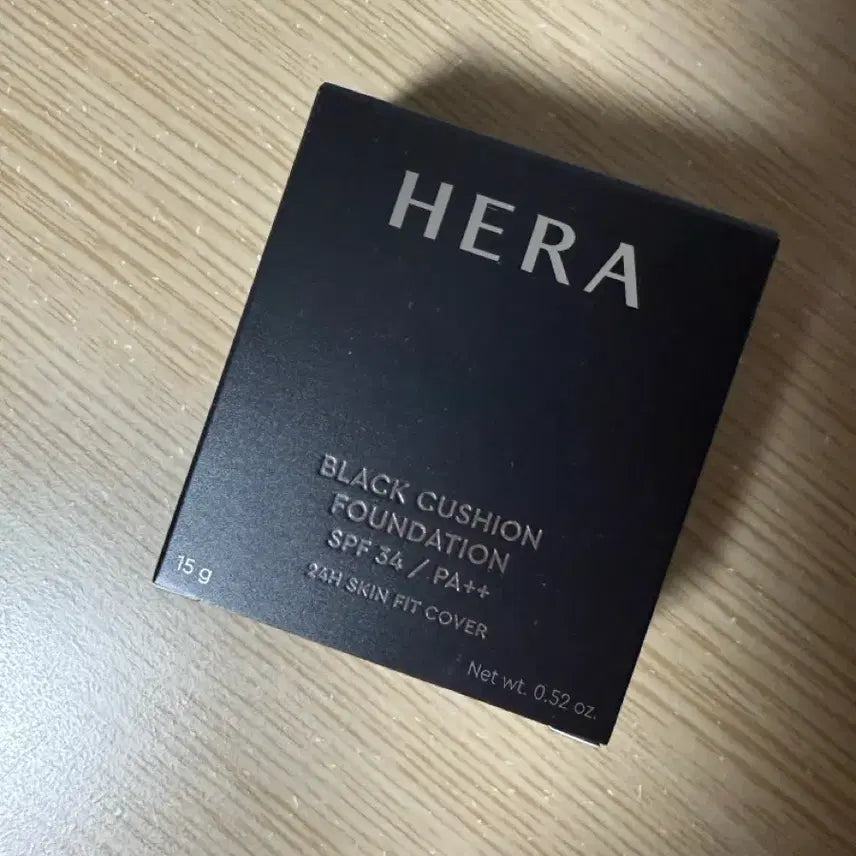 HERA
BLACK CUSHION
FOUNDATION
SPF 34 / PA++
24H SKIN FIT COVER
15 g
Net wt. 0.52 oz.